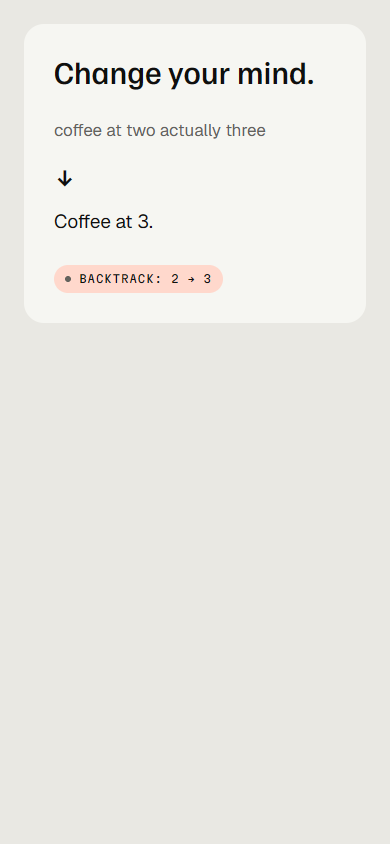 Change your mind.
coffee at two actually three
↓
Coffee at 3.
BACKTRACK: 2 → 3